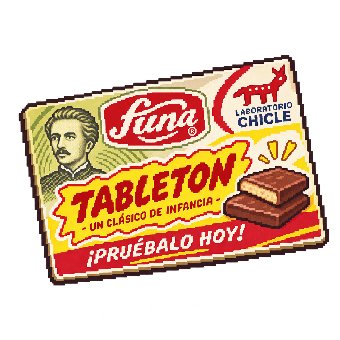 Funa®
LABORATORIO
CHICLE
TABLETON
- UN CLÁSICO DE INFANCIA -
¡PRUÉBALO HOY!